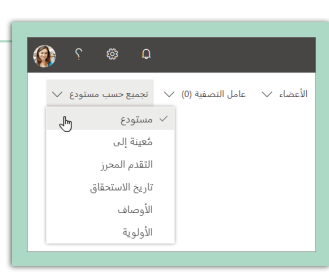 الأعضاء عامل التصفية (0) تجميع حسب مستودع
مستودع
مُعينة إلى
التقدم المحرز
تاريخ الاستحقاق
الأوصاف
الأولوية